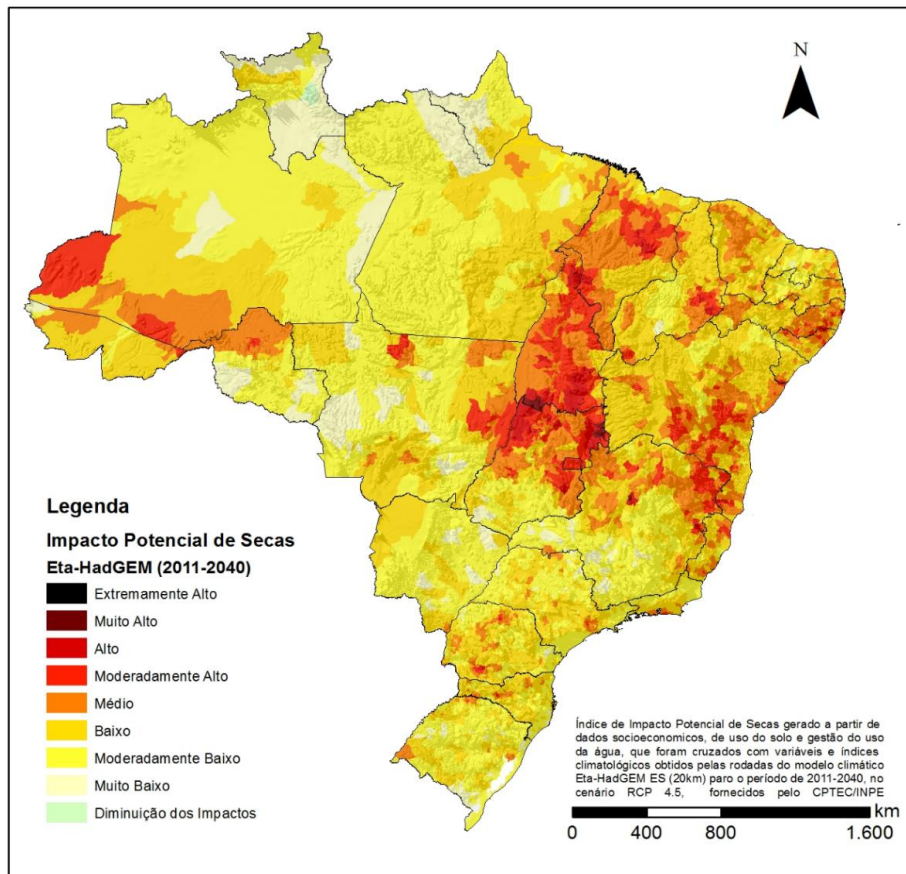 N
Legenda
Impacto Potencial de Secas
Eta-HadGEM (2011-2040)
Extremamente Alto
Muito Alto
Alto
Moderadamente Alto
Médio
Baixo
Moderadamente Baixo
Muito Baixo
Diminuição dos Impactos
Índice de Impacto Potencial de Secas gerado a partir de
dados socioeconomicos, de uso do solo e gestão do uso
da água, que foram cruzados com variáveis e índices
climatológicos obtidos pelas rodadas do modelo climático
Eta-HadGEM ES (20km) paro o período de 2011-2040, no
cenário RCP 4.5, fornecidos pelo CPTEC/INPE
km
0 400 800 1.600